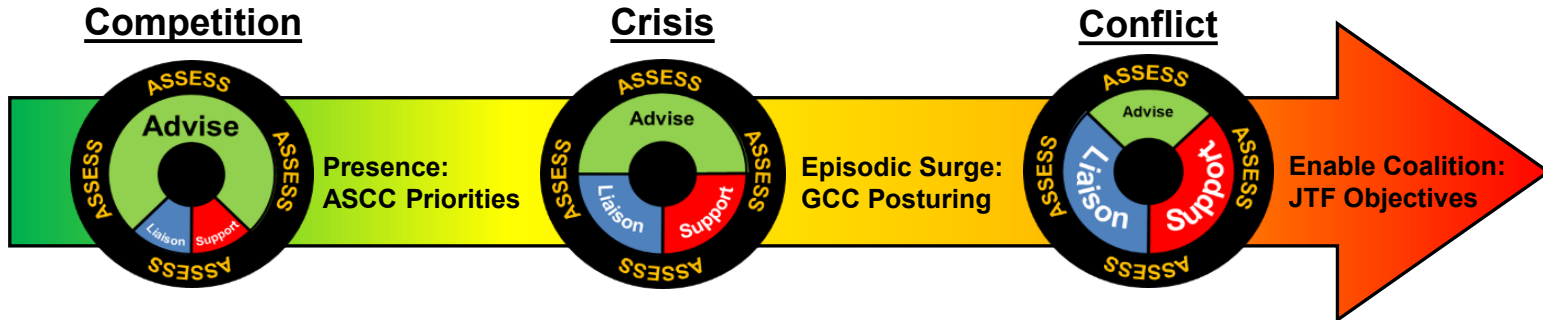 Competition
ASSESS
ASSESS
ASSESS
ASSESS
Advise
Liaison
Support
Presence:
ASCC Priorities
Crisis
ASSESS
ASSESS
ASSESS
ASSESS
Advise
Liaison
Support
Episodic Surge:
GCC Posturing
Conflict
ASSESS
ASSESS
ASSESS
ASSESS
Advise
Liaison
Support
Enable Coalition:
JTF Objectives